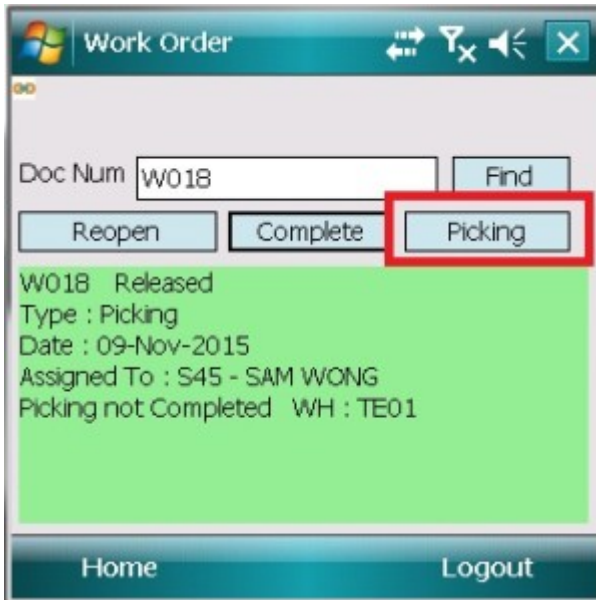 Work Order
Doc Num W018 Find
Reopen Complete Picking
W018 Released
Type : Picking
Date : 09-Nov-2015
Assigned To : S45 - SAM WONG
Picking not Completed WH : TE01
Home Logout